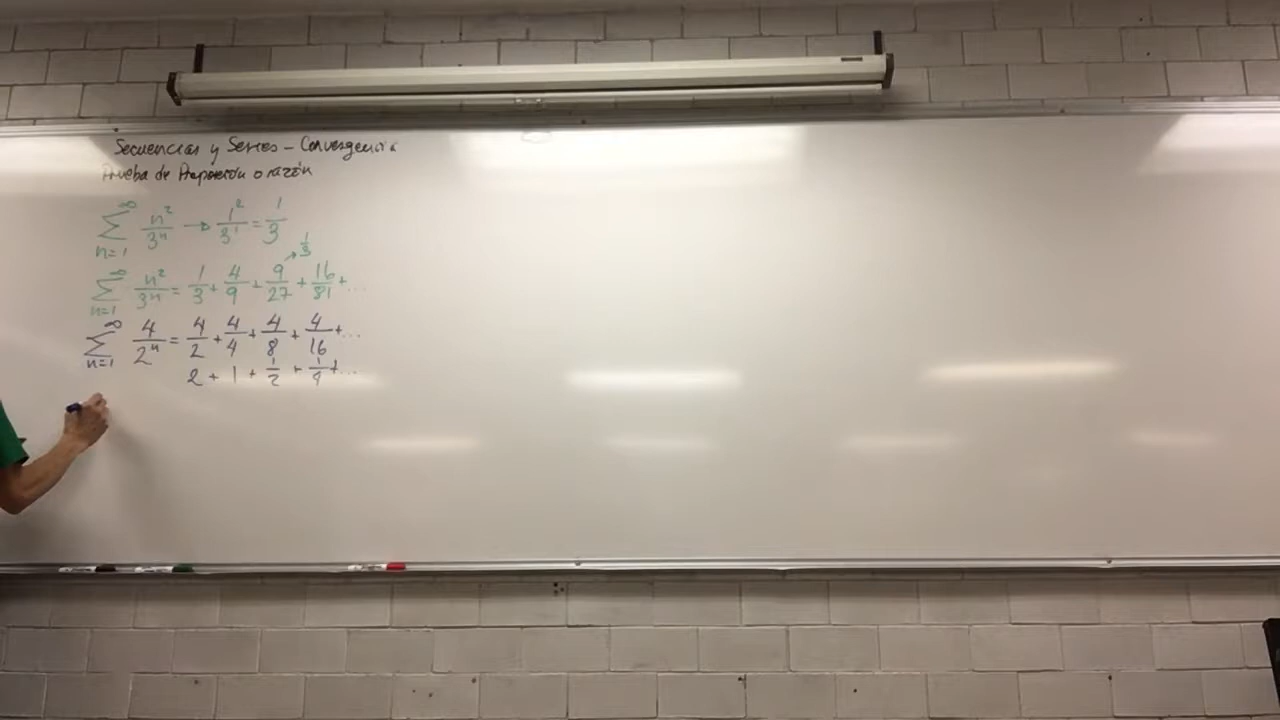 Secuencias y Series - Convergencia
Prueba de Proporción o razón
∞ ∑ n=1 n²/3ⁿ → 1²/3¹ = 1/3
∞ ∑ n=1 n²/3ⁿ = 1/3 + 4/9 + 9/27 → 1/3 + 16/81 + ...
∞ ∑ n=1 4/2ⁿ = 4/2 + 4/4 + 4/8 + 4/16 + ...
2 + 1 + 1/2 + 1/4 + ...